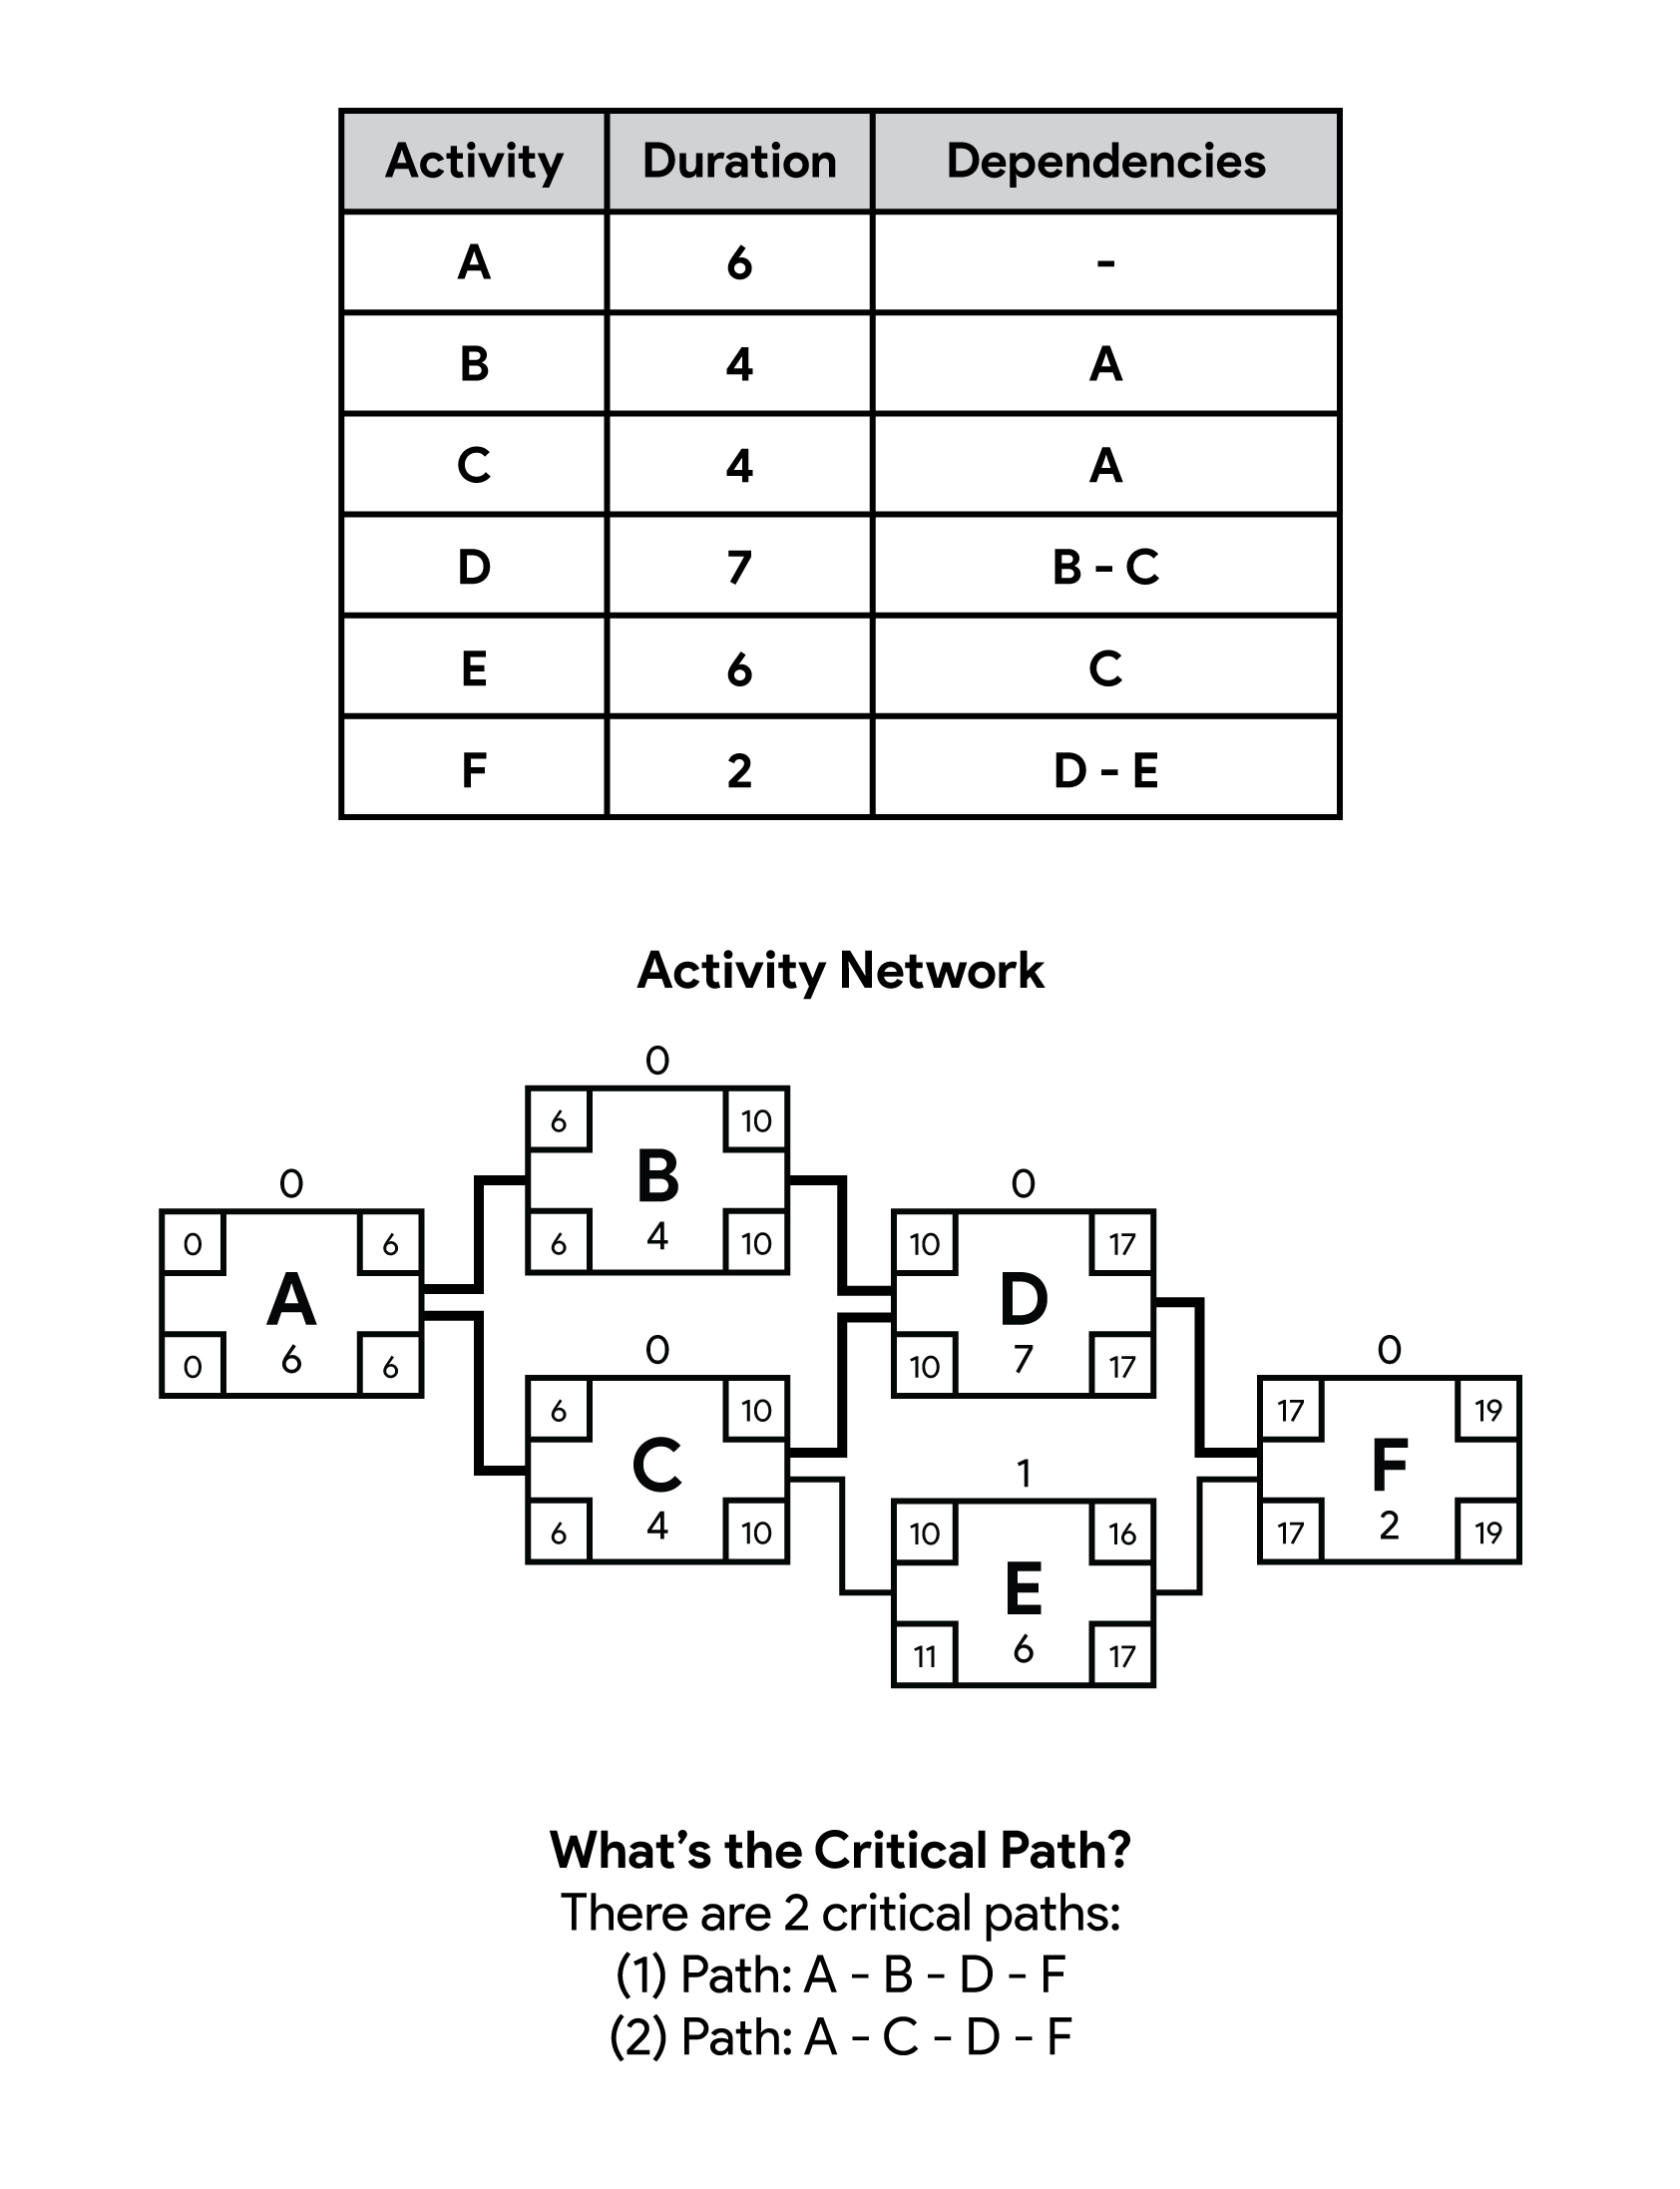 Activity Duration Dependencies
A 6 -
B 4 A
C 4 A
D 7 B - C
E 6 C
F 2 D - E
Activity Network
0
6 10
B
6 4 10
0
0 6
A
0 6 6
0
6 10
C
6 4 10
0
10 17
D
10 7 17
1
10 16
E
11 6 17
0
17 19
F
17 2 19
What's the Critical Path?
There are 2 critical paths:
(1) Path: A - B - D - F
(2) Path: A - C - D - F